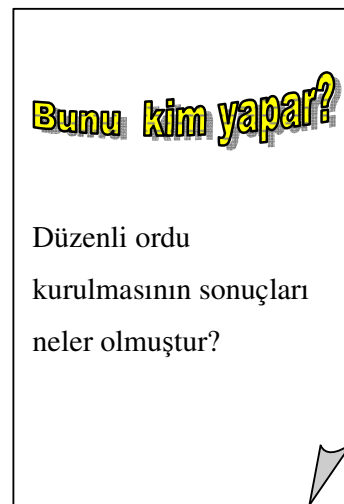 Bunu kim yapar?
Düzenli ordu
kurulmasının sonuçları
neler olmuştur?